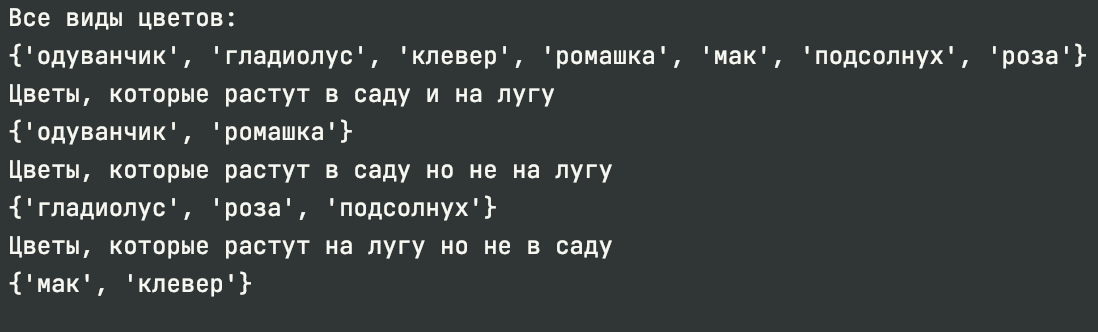 Все виды цветов:
{'одуванчик', 'гладиолус', 'клевер', 'ромашка', 'мак', 'подсолнух', 'роза'}
Цветы, которые растут в саду и на лугу
{'одуванчик', 'ромашка'}
Цветы, которые растут в саду но не на лугу
{'гладиолус', 'роза', 'подсолнух'}
Цветы, которые растут на лугу но не в саду
{'мак', 'клевер'}